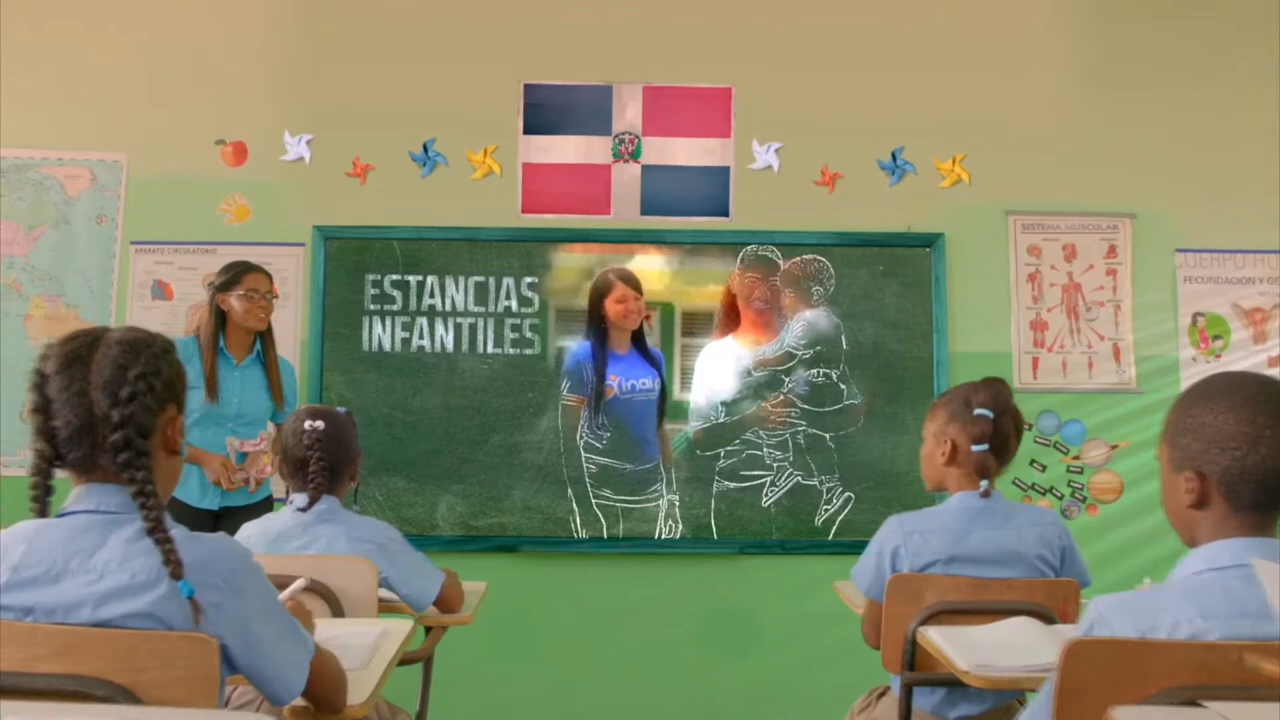 APARATO CIRCULATORIO
ESTANCIAS
INFANTILES
inaipi
SISTEMA MUSCULAR
CUERPO HU
FECUNDACION Y GE